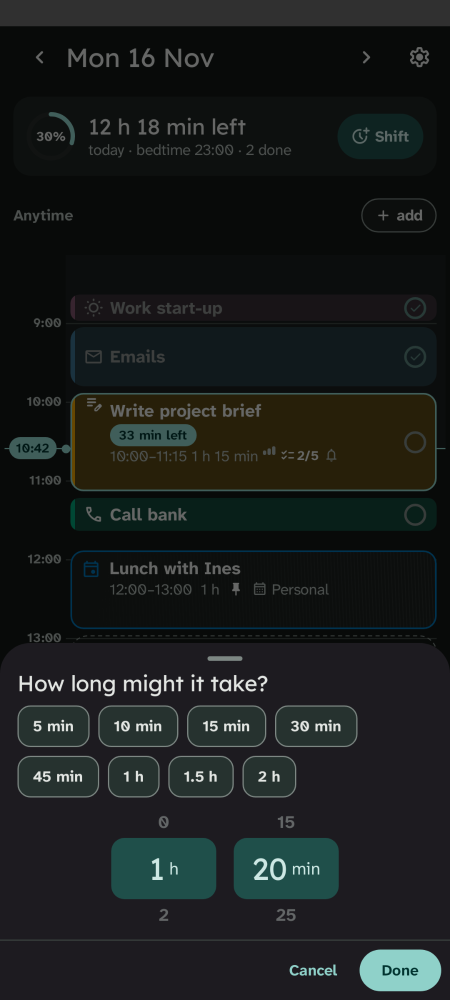 Mon 16 Nov
30%
12 h 18 min left
today · bedtime 23:00 · 2 done
Shift
Anytime
+ add
Work start-up
9:00
Emails
10:00
Write project brief
33 min left
10:42
10:00–11:15 1 h 15 min 2/5
11:00
Call bank
12:00
Lunch with Ines
12:00–13:00 1 h Personal
13:00
How long might it take?
5 min 10 min 15 min 30 min
45 min 1 h 1.5 h 2 h
0 15
1 h 20 min
2 25
Cancel Done